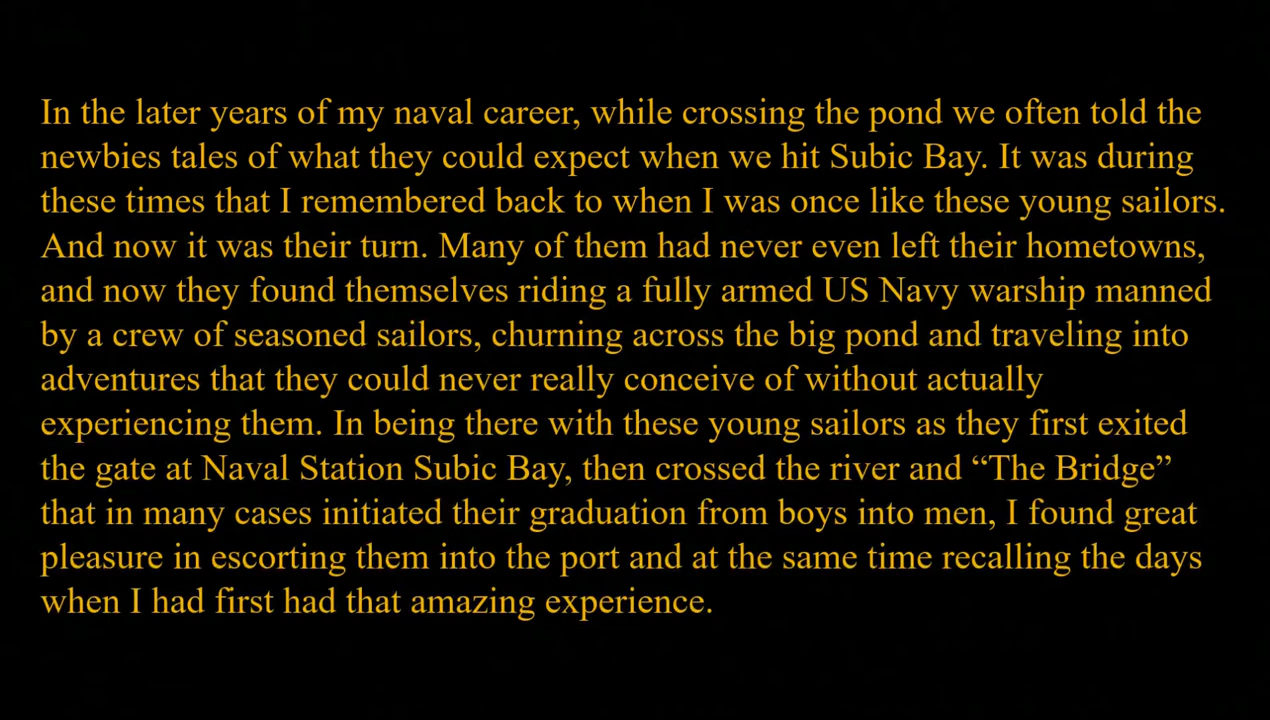 In the later years of my naval career, while crossing the pond we often told the
newbies tales of what they could expect when we hit Subic Bay. It was during
these times that I remembered back to when I was once like these young sailors.
And now it was their turn. Many of them had never even left their hometowns,
and now they found themselves riding a fully armed US Navy warship manned
by a crew of seasoned sailors, churning across the big pond and traveling into
adventures that they could never really conceive of without actually
experiencing them. In being there with these young sailors as they first exited
the gate at Naval Station Subic Bay, then crossed the river and “The Bridge”
that in many cases initiated their graduation from boys into men, I found great
pleasure in escorting them into the port and at the same time recalling the days
when I had first had that amazing experience.